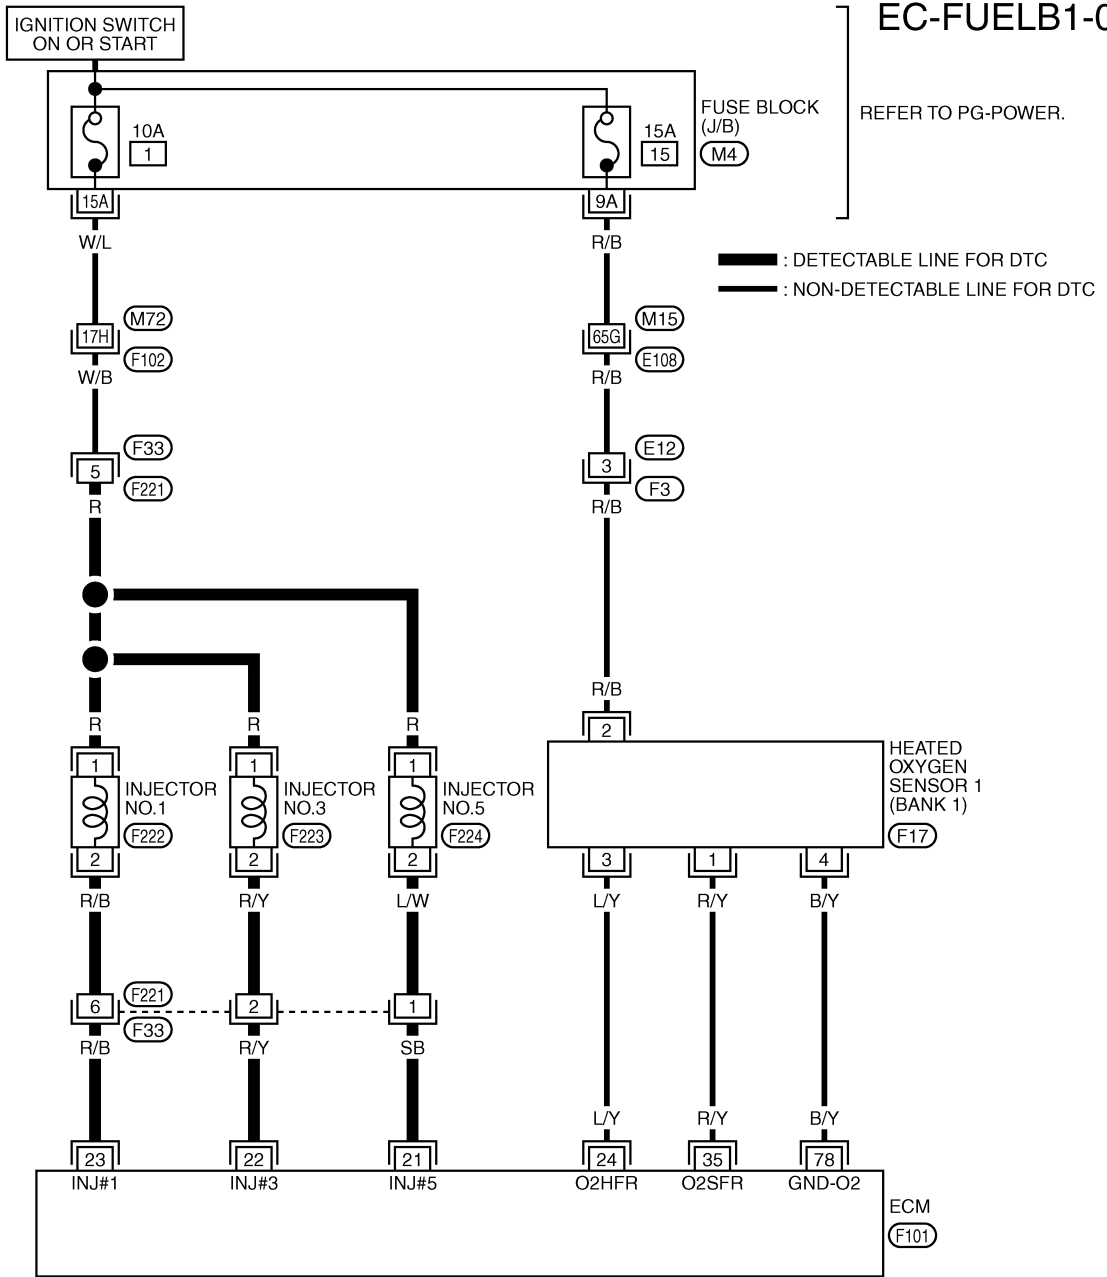 EC-FUELB1-0
IGNITION SWITCH
ON OR START
REFER TO PG-POWER.
FUSE BLOCK
(J/B)
M4
10A
1
15A
15
15A
9A
W/L
R/B
: DETECTABLE LINE FOR DTC
: NON-DETECTABLE LINE FOR DTC
M72
17H
F102
M15
65G
E108
W/B
R/B
F33
5
F221
E12
3
F3
R
R/B
R/B
R
R
R
2
1
1
1
INJECTOR
NO.1
F222
INJECTOR
NO.3
F223
INJECTOR
NO.5
F224
HEATED
OXYGEN
SENSOR 1
(BANK 1)
F17
2
2
2
3
1
4
R/B
R/Y
L/W
L/Y
R/Y
B/Y
6
F221
F33
2
1
R/B
R/Y
SB
L/Y
R/Y
B/Y
23
22
21
24
35
78
INJ#1
INJ#3
INJ#5
O2HFR
O2SFR
GND-O2
ECM
F101